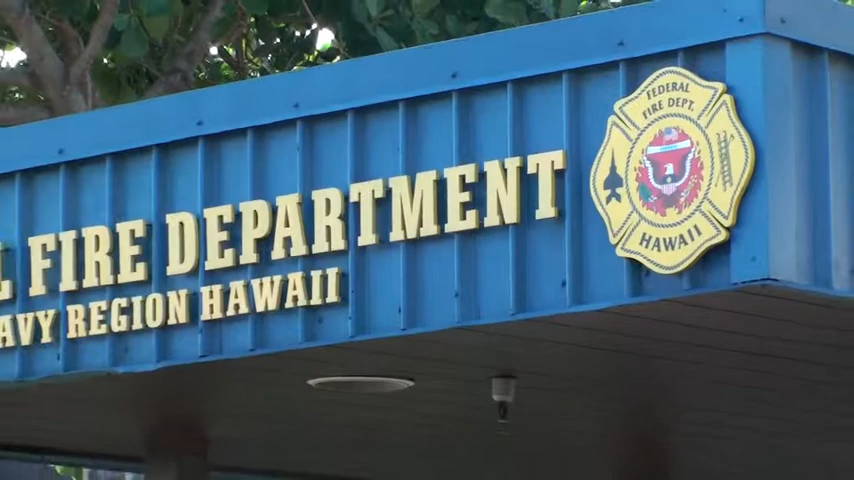 L FIRE DEPARTMENT
AVY REGION HAWAII
FEDERAL
FIRE DEPT.
HAWAII